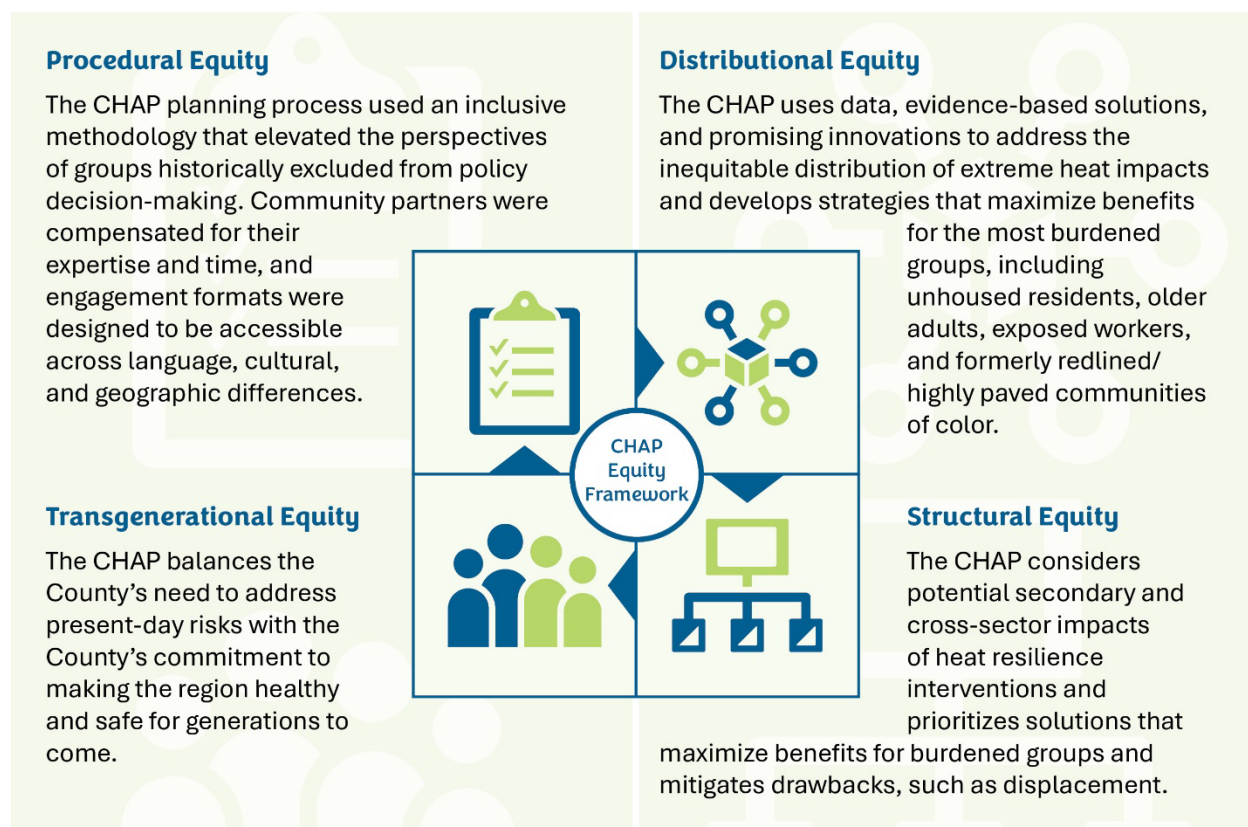 Procedural Equity
The CHAP planning process used an inclusive
methodology that elevated the perspectives
of groups historically excluded from policy
decision-making. Community partners were
compensated for their
expertise and time, and
engagement formats were
designed to be accessible
across language, cultural,
and geographic differences.
Distributional Equity
The CHAP uses data, evidence-based solutions,
and promising innovations to address the
inequitable distribution of extreme heat impacts
and develops strategies that maximize benefits
for the most burdened
groups, including
unhoused residents, older
adults, exposed workers,
and formerly redlined/
highly paved communities
of color.
CHAP
Equity
Framework
Transgenerational Equity
The CHAP balances the
County’s need to address
present-day risks with the
County’s commitment to
making the region healthy
and safe for generations to
come.
Structural Equity
The CHAP considers
potential secondary and
cross-sector impacts
of heat resilience
interventions and
prioritizes solutions that
maximize benefits for burdened groups and
mitigates drawbacks, such as displacement.